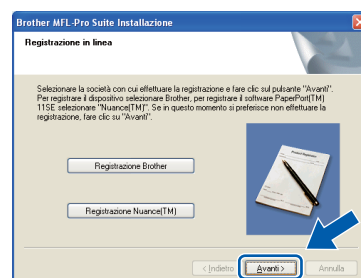 Brother MFL-Pro Suite Installazione
Registrazione in linea
Selezionare la società con cui effettuare la registrazione e fare clic sul pulsante "Avanti".
Per registrare il dispositivo selezionare Brother, per registrare il software PaperPort(TM)
11SE selezionare "Nuance(TM)". Se in questo momento si preferisce non effettuare la
registrazione, fare clic su "Avanti".
Registrazione Brother
Registrazione Nuance(TM)
Product Registration
< Indietro
Avanti >
Annulla